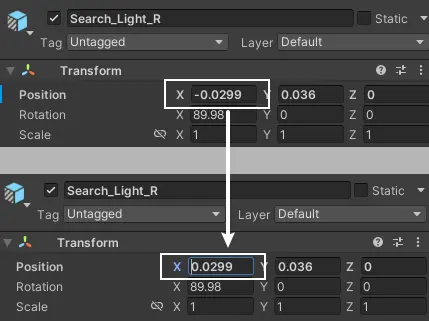 Search_Light_R Static
Tag Untagged Layer Default
Transform
Position X -0.0299 Y 0.036 Z 0
Rotation X 89.98 Y 0 Z 0
Scale X 1 Y 1 Z 1
Search_Light_R Static
Tag Untagged Layer Default
Transform
Position X 0.0299 Y 0.036 Z 0
Rotation X 89.98 Y 0 Z 0
Scale X 1 Y 1 Z 1